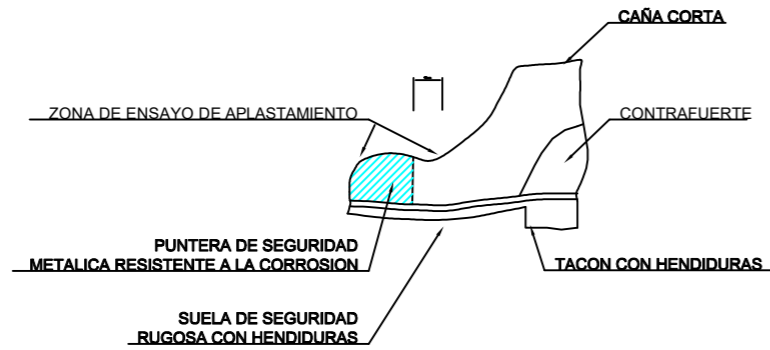 CAÑA CORTA
ZONA DE ENSAYO DE APLASTAMIENTO
CONTRAFUERTE
PUNTERA DE SEGURIDAD
METALICA RESISTENTE A LA CORROSION
TACON CON HENDIDURAS
SUELA DE SEGURIDAD
RUGOSA CON HENDIDURAS